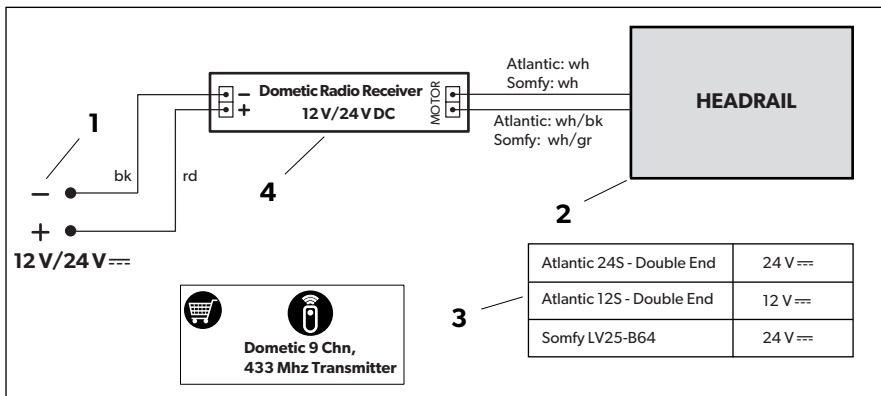 Atlantic: wh
Somfy: wh
Dometic Radio Receiver
12 V/24 V DC
−
+
MOTOR
Atlantic: wh/bk
Somfy: wh/gr
HEADRAIL
1
bk
rd
4
2
−
+
12 V/24 V ⎓
3
Atlantic 24S - Double End 24 V ⎓
Atlantic 12S - Double End 12 V ⎓
Somfy LV25-B64 24 V ⎓
Dometic 9 Chn,
433 Mhz Transmitter